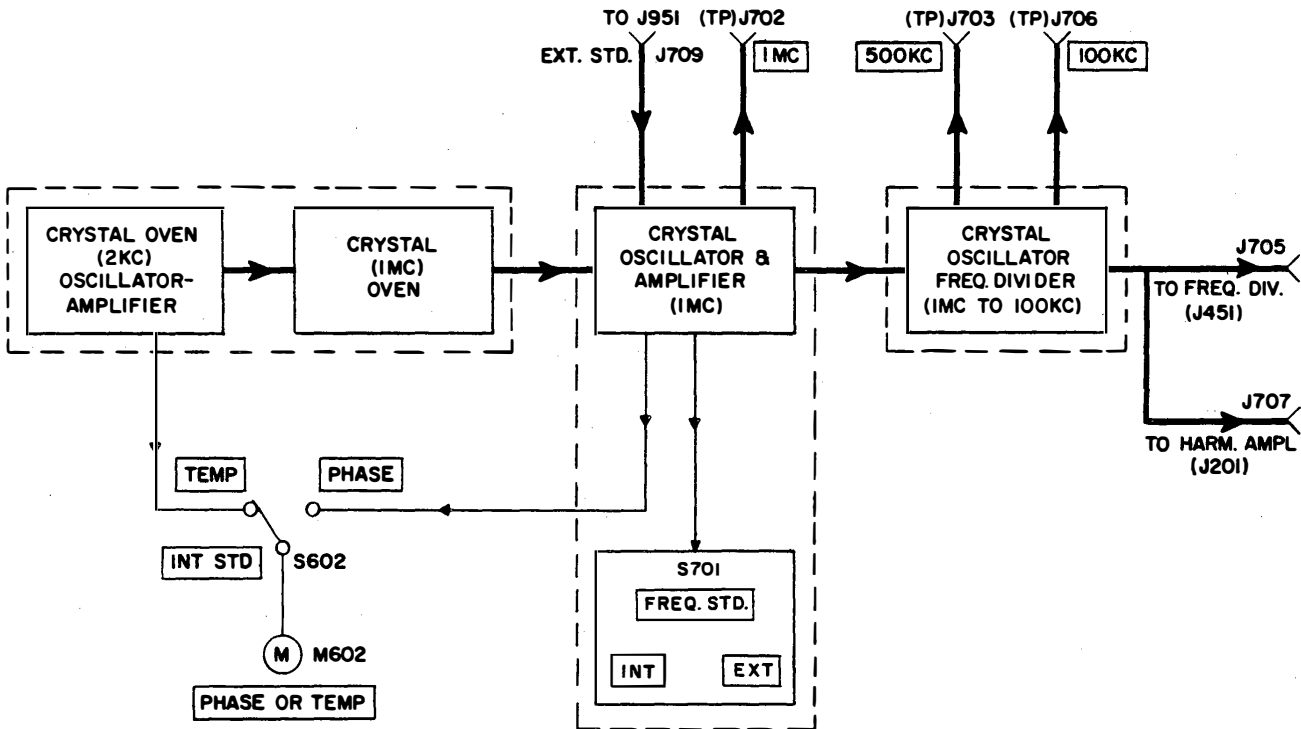 TO J951
EXT. STD. J709
(TP)J702
1MC
(TP)J703
500KC
(TP)J706
100KC
CRYSTAL OVEN
(2KC)
OSCILLATOR-
AMPLIFIER
CRYSTAL
(1MC)
OVEN
CRYSTAL
OSCILLATOR &
AMPLIFIER
(1MC)
CRYSTAL
OSCILLATOR
FREQ. DIVIDER
(1MC TO 100KC)
J705
TO FREQ. DIV.
(J451)
J707
TO HARM. AMPL
(J201)
TEMP
PHASE
INT STD
S602
M
M602
PHASE OR TEMP
S701
FREQ. STD.
INT
EXT